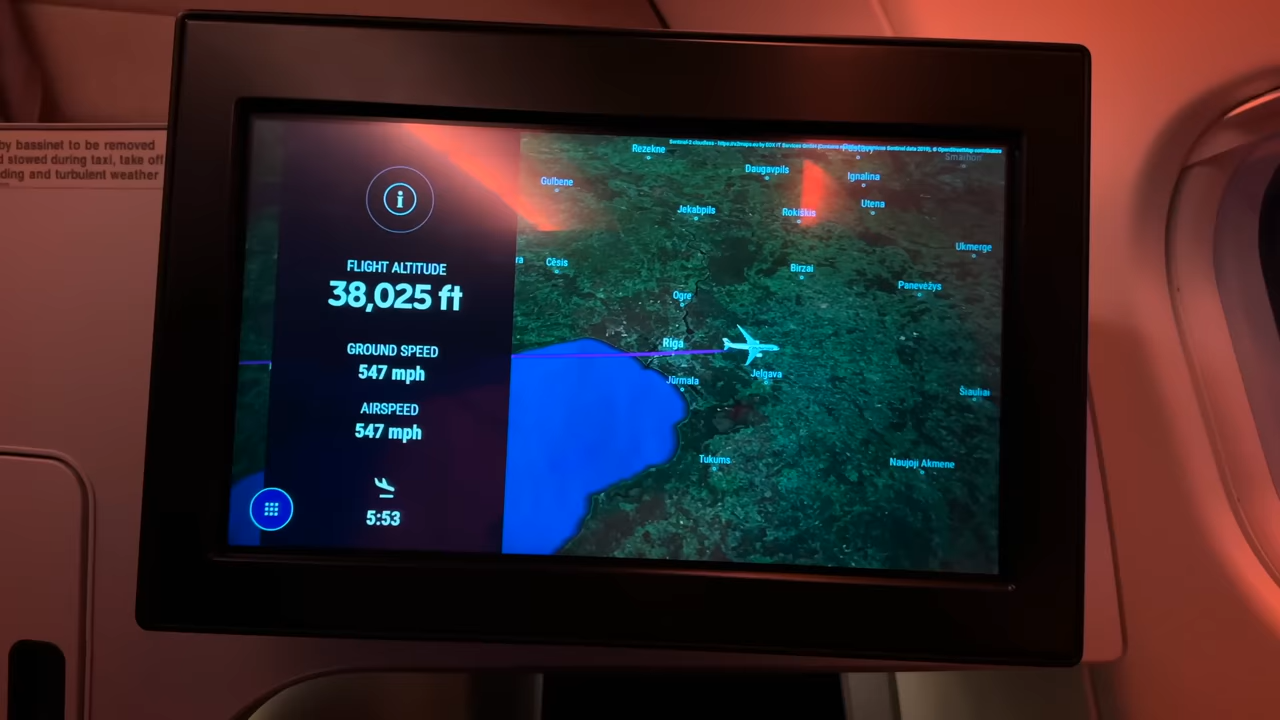 by bassinet to be removed
d stowed during taxi, take off
ding and turbulent weather
FLIGHT ALTITUDE
38,025 ft
GROUND SPEED
547 mph
AIRSPEED
547 mph
5:53
Rezekne
Gulbene
Daugavpils
Ignalina
Utena
Jekabpils
Rokiškis
Ukmerge
ra
Cēsis
Birzai
Panevėžys
Ogre
Riga
Jūrmala
Jelgava
Šiauliai
Tukums
Naujoji Akmene